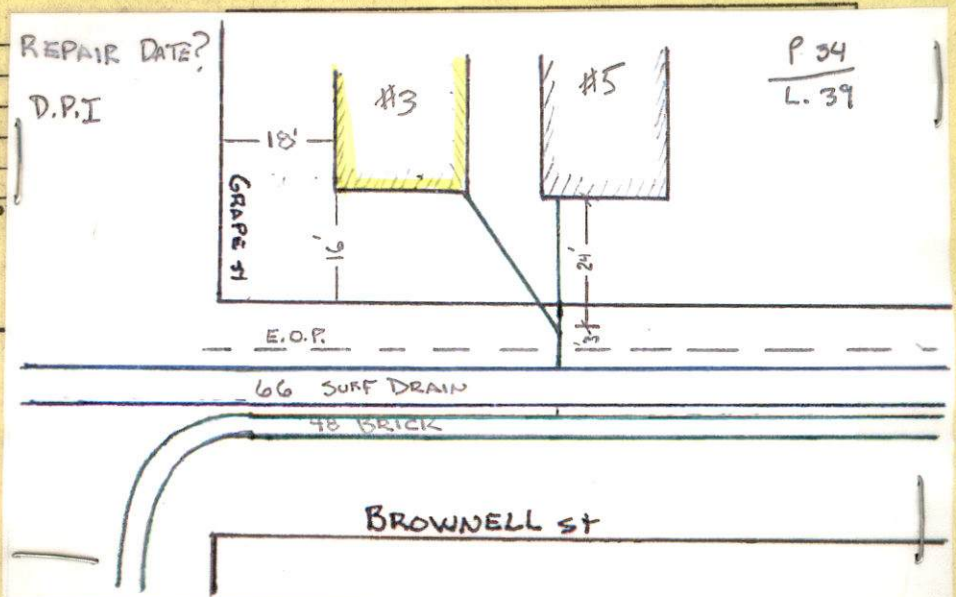 REPAIR DATE?
D.P.I
#3
#5
P 34
L. 39
18'
GRAPE St
16'
24'
3'
E.O.P.
66 SURF DRAIN
48 BRICK
BROWNELL St